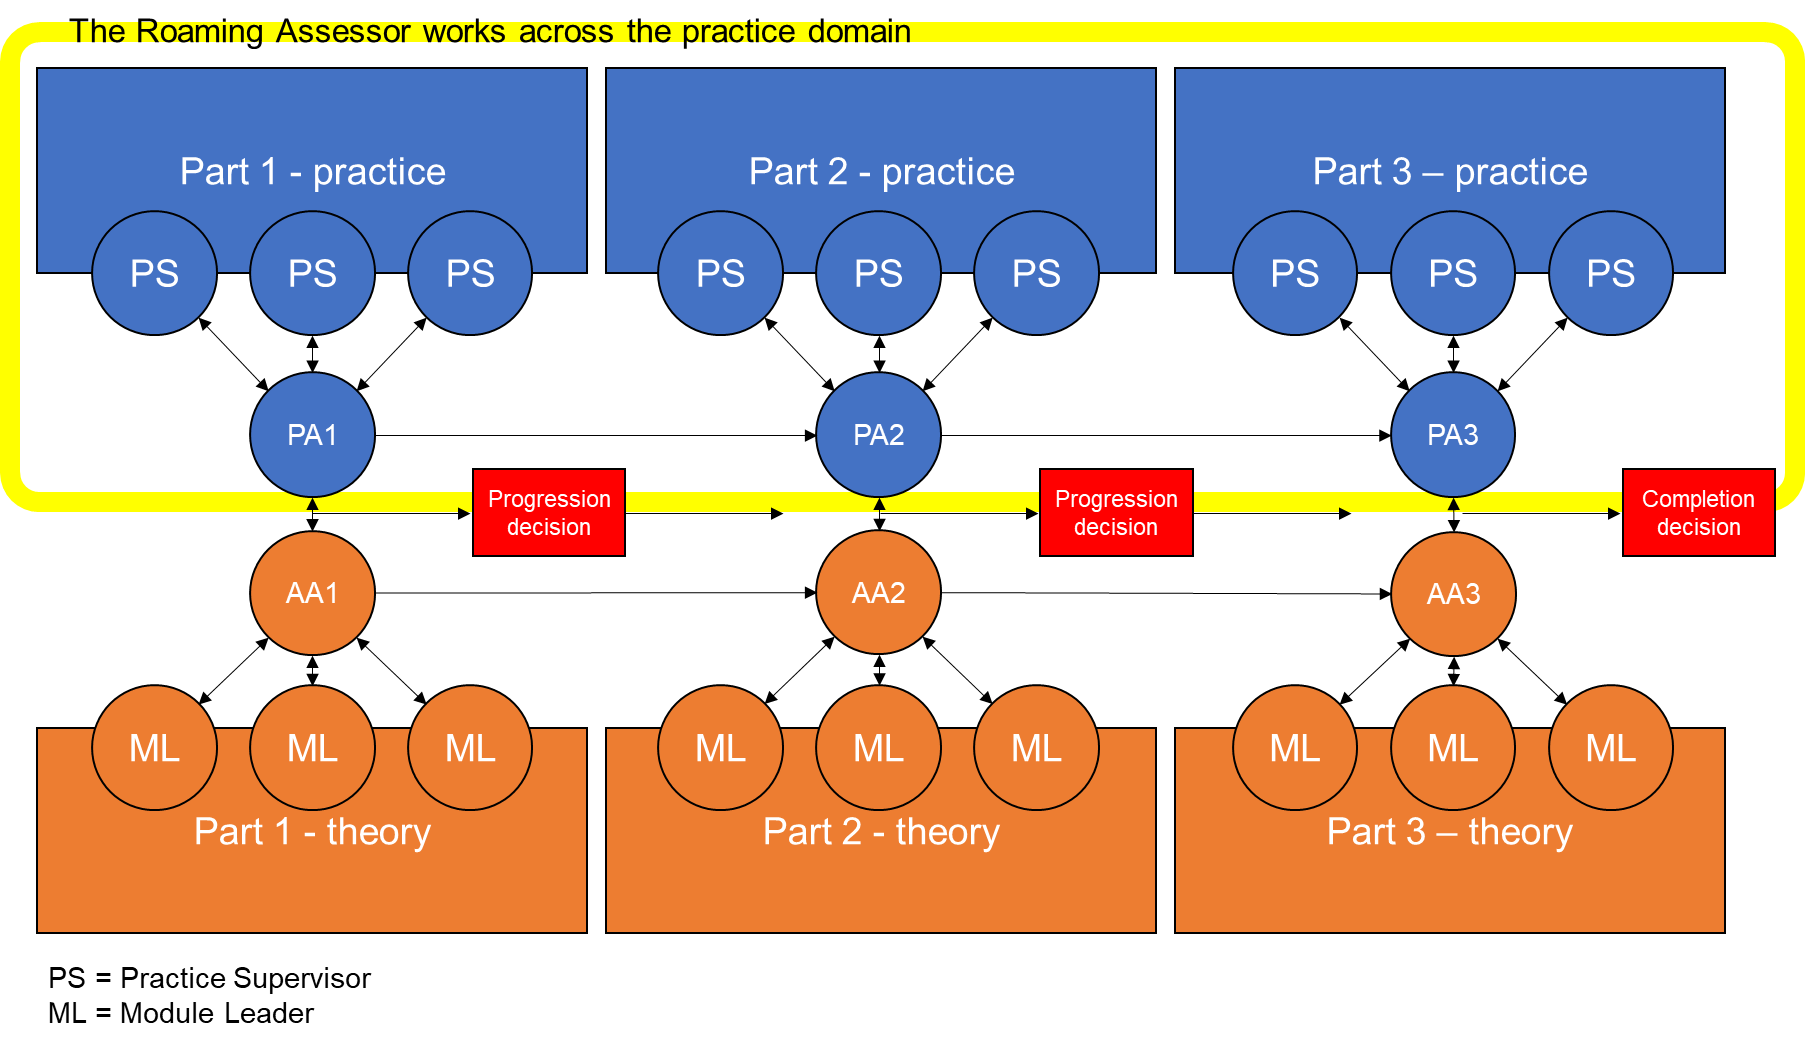 The Roaming Assessor works across the practice domain
Part 1 - practice
Part 2 - practice
Part 3 – practice
PS
PS
PS
PS
PS
PS
PS
PS
PS
PA1
PA2
PA3
Progression
decision
Progression
decision
Completion
decision
AA1
AA2
AA3
ML
ML
ML
ML
ML
ML
ML
ML
ML
Part 1 - theory
Part 2 - theory
Part 3 – theory
PS = Practice Supervisor
ML = Module Leader